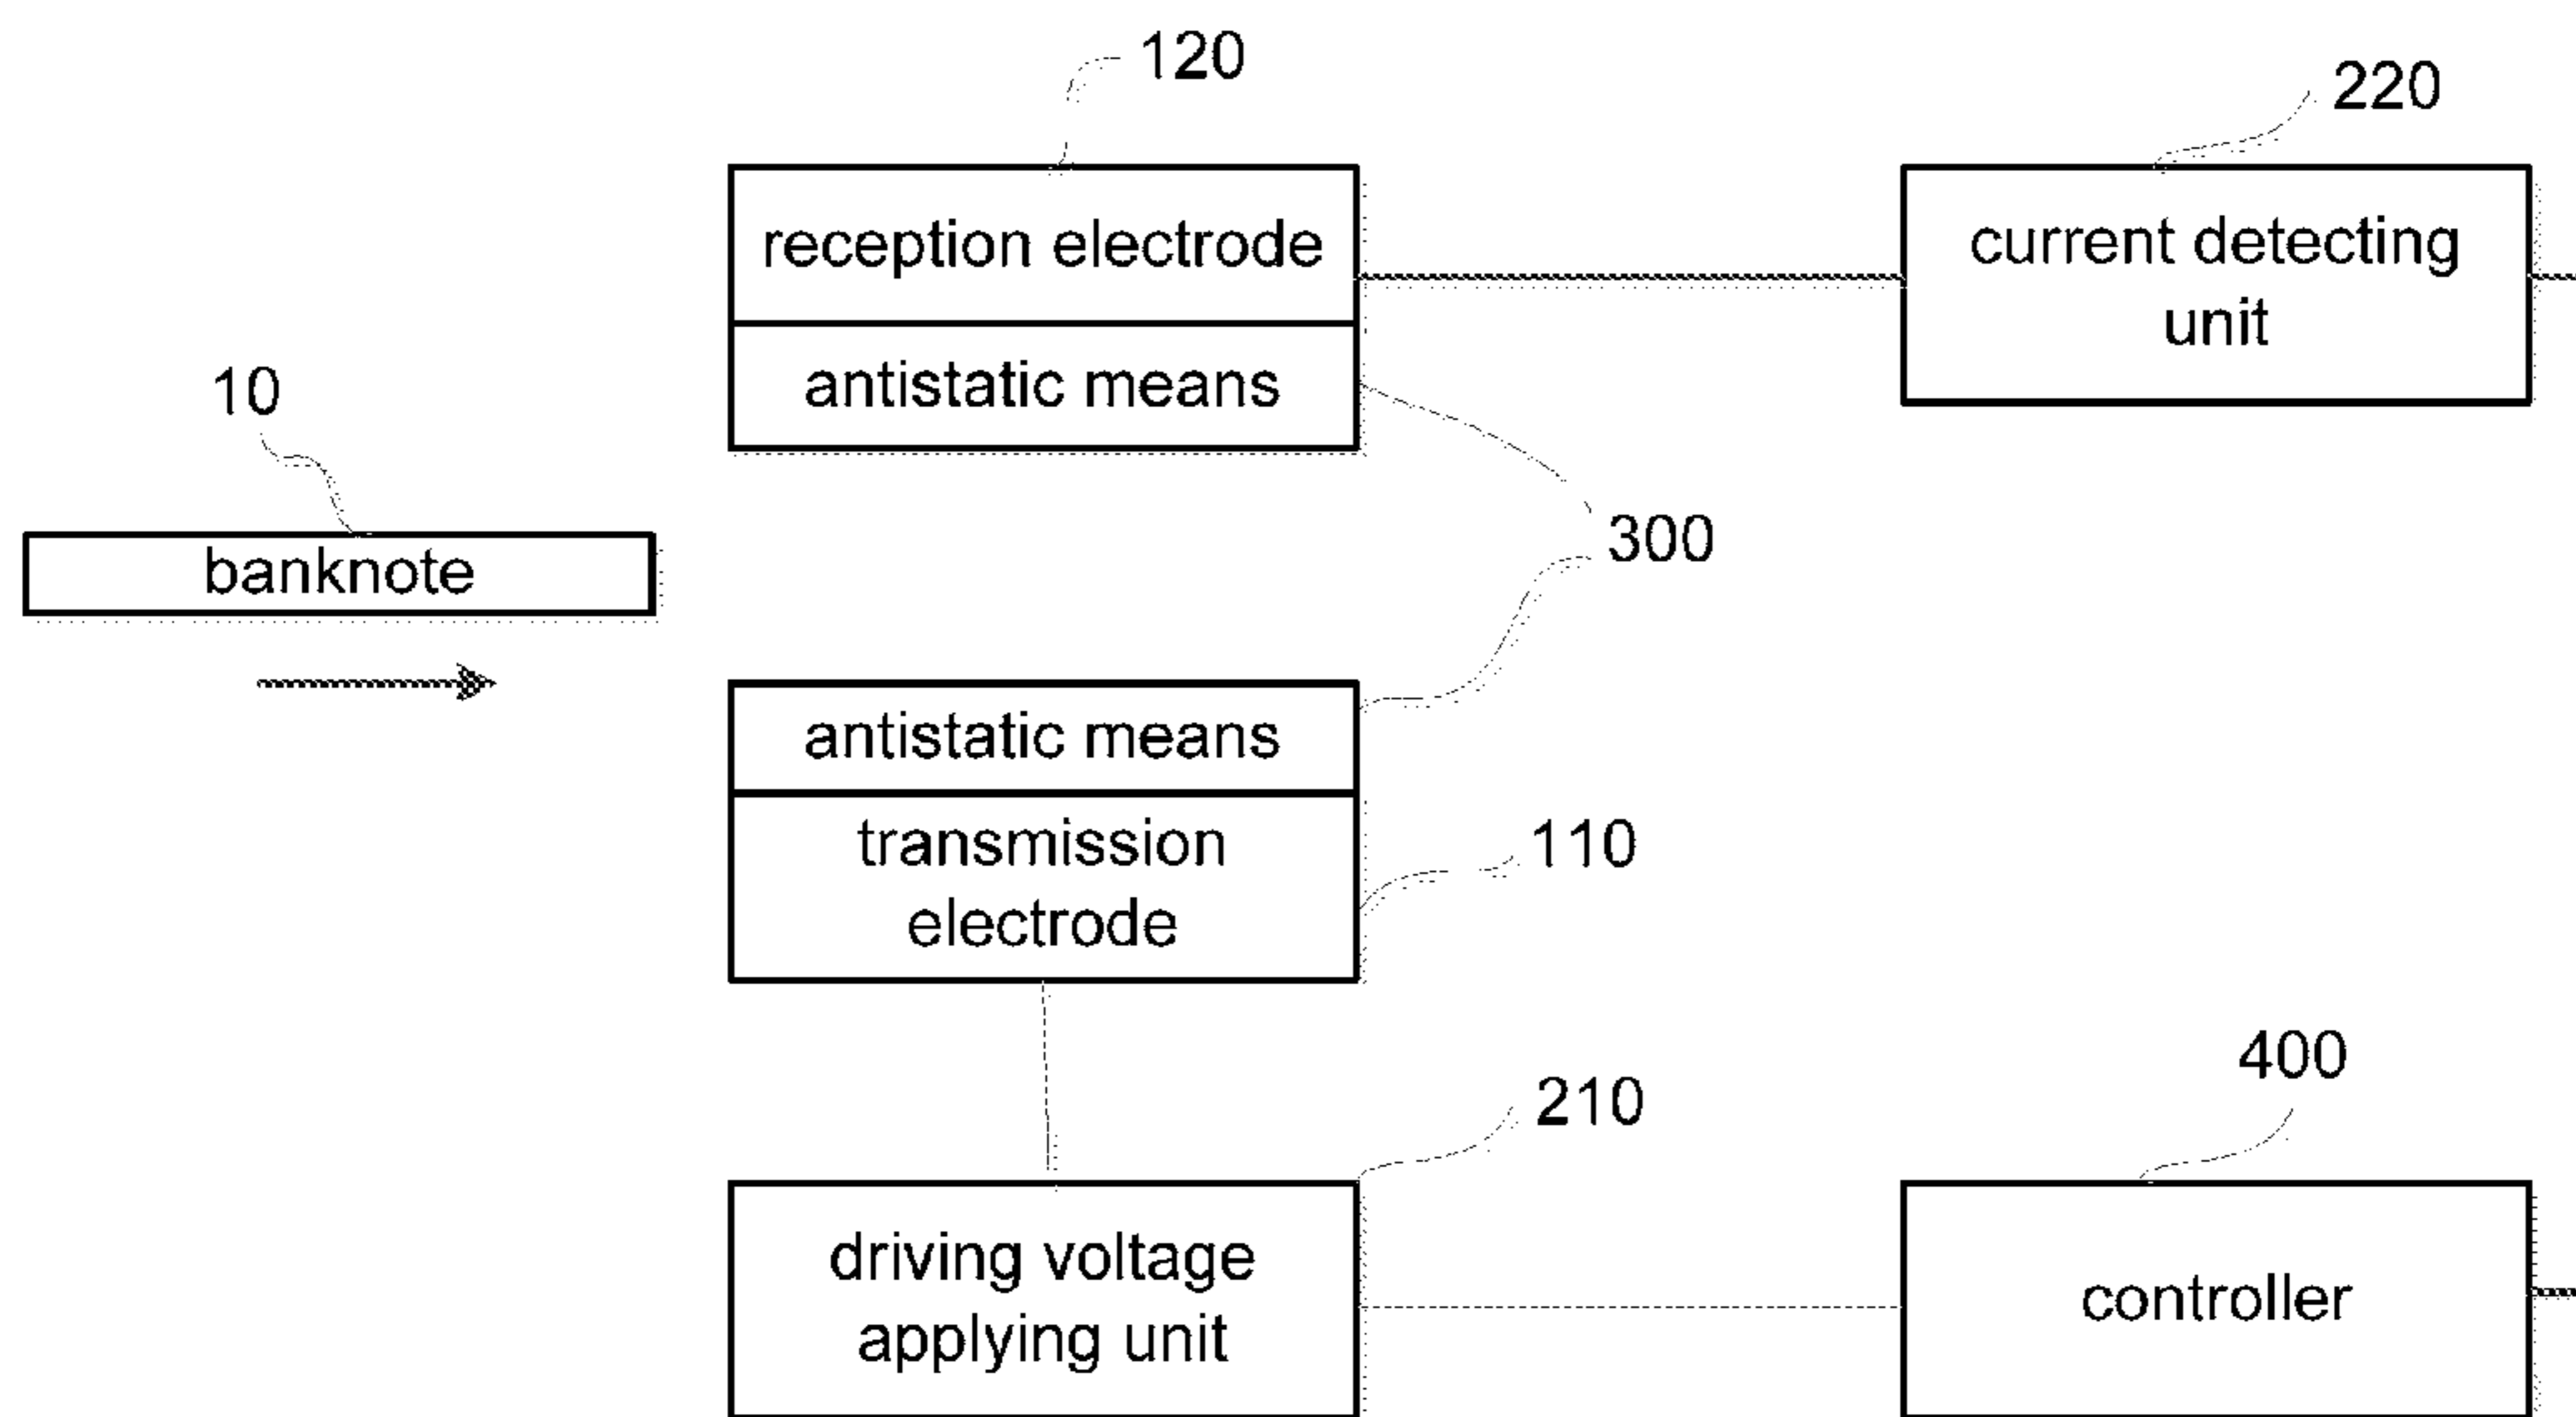 120
220
reception electrode
current detecting
unit
antistatic means
10
300
banknote
antistatic means
transmission
electrode
110
400
210
driving voltage
applying unit
controller